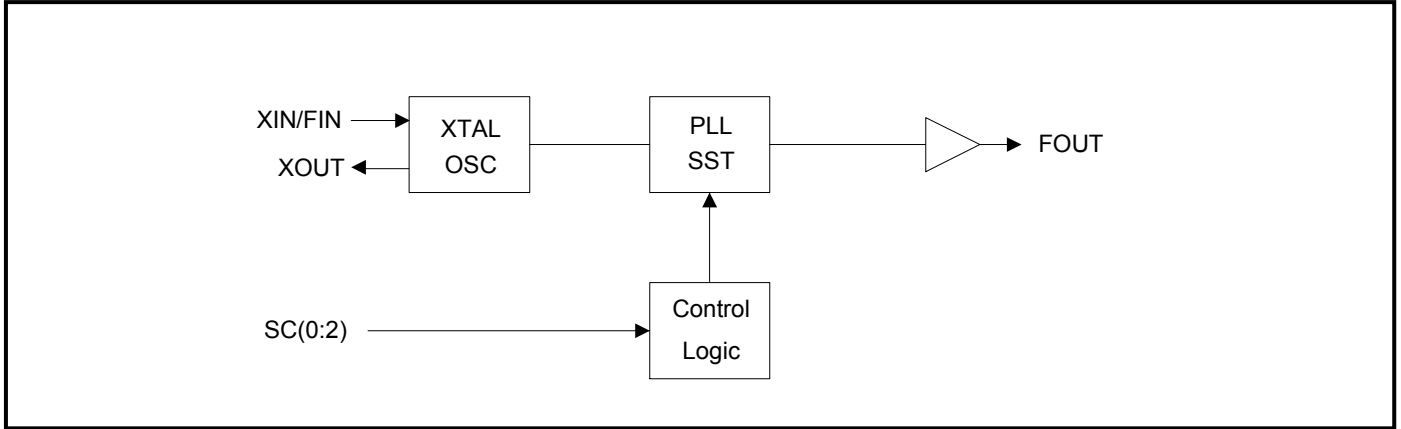 XIN/FIN
XOUT
XTAL
OSC
PLL
SST
FOUT
SC(0:2)
Control
Logic